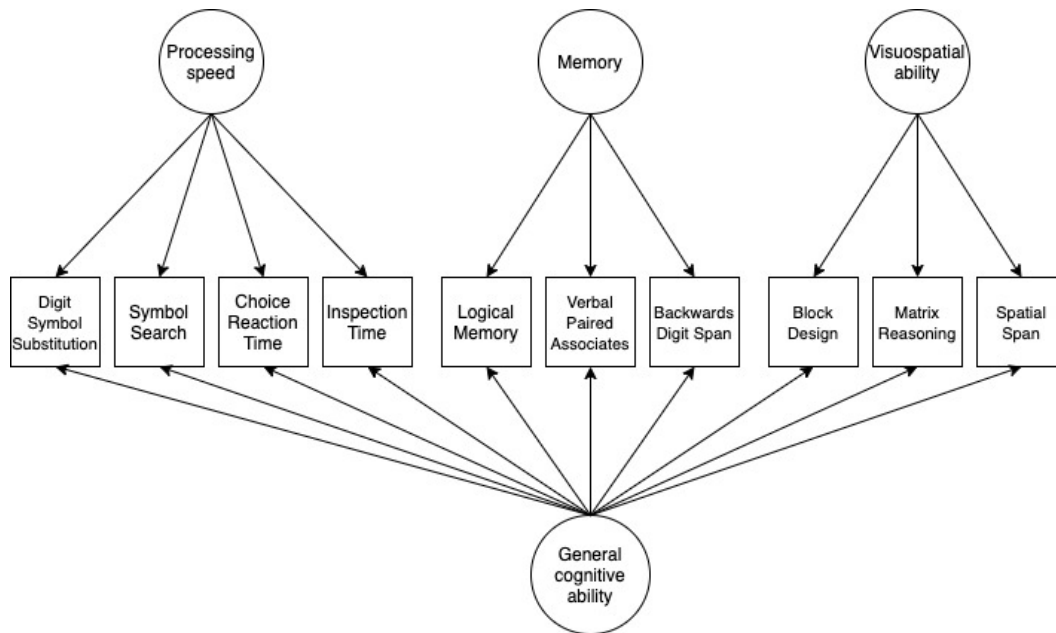 Processing
speed
Memory
Visuospatial
ability
Digit
Symbol
Substitution
Symbol
Search
Choice
Reaction
Time
Inspection
Time
Logical
Memory
Verbal
Paired
Associates
Backwards
Digit Span
Block
Design
Matrix
Reasoning
Spatial
Span
General
cognitive
ability